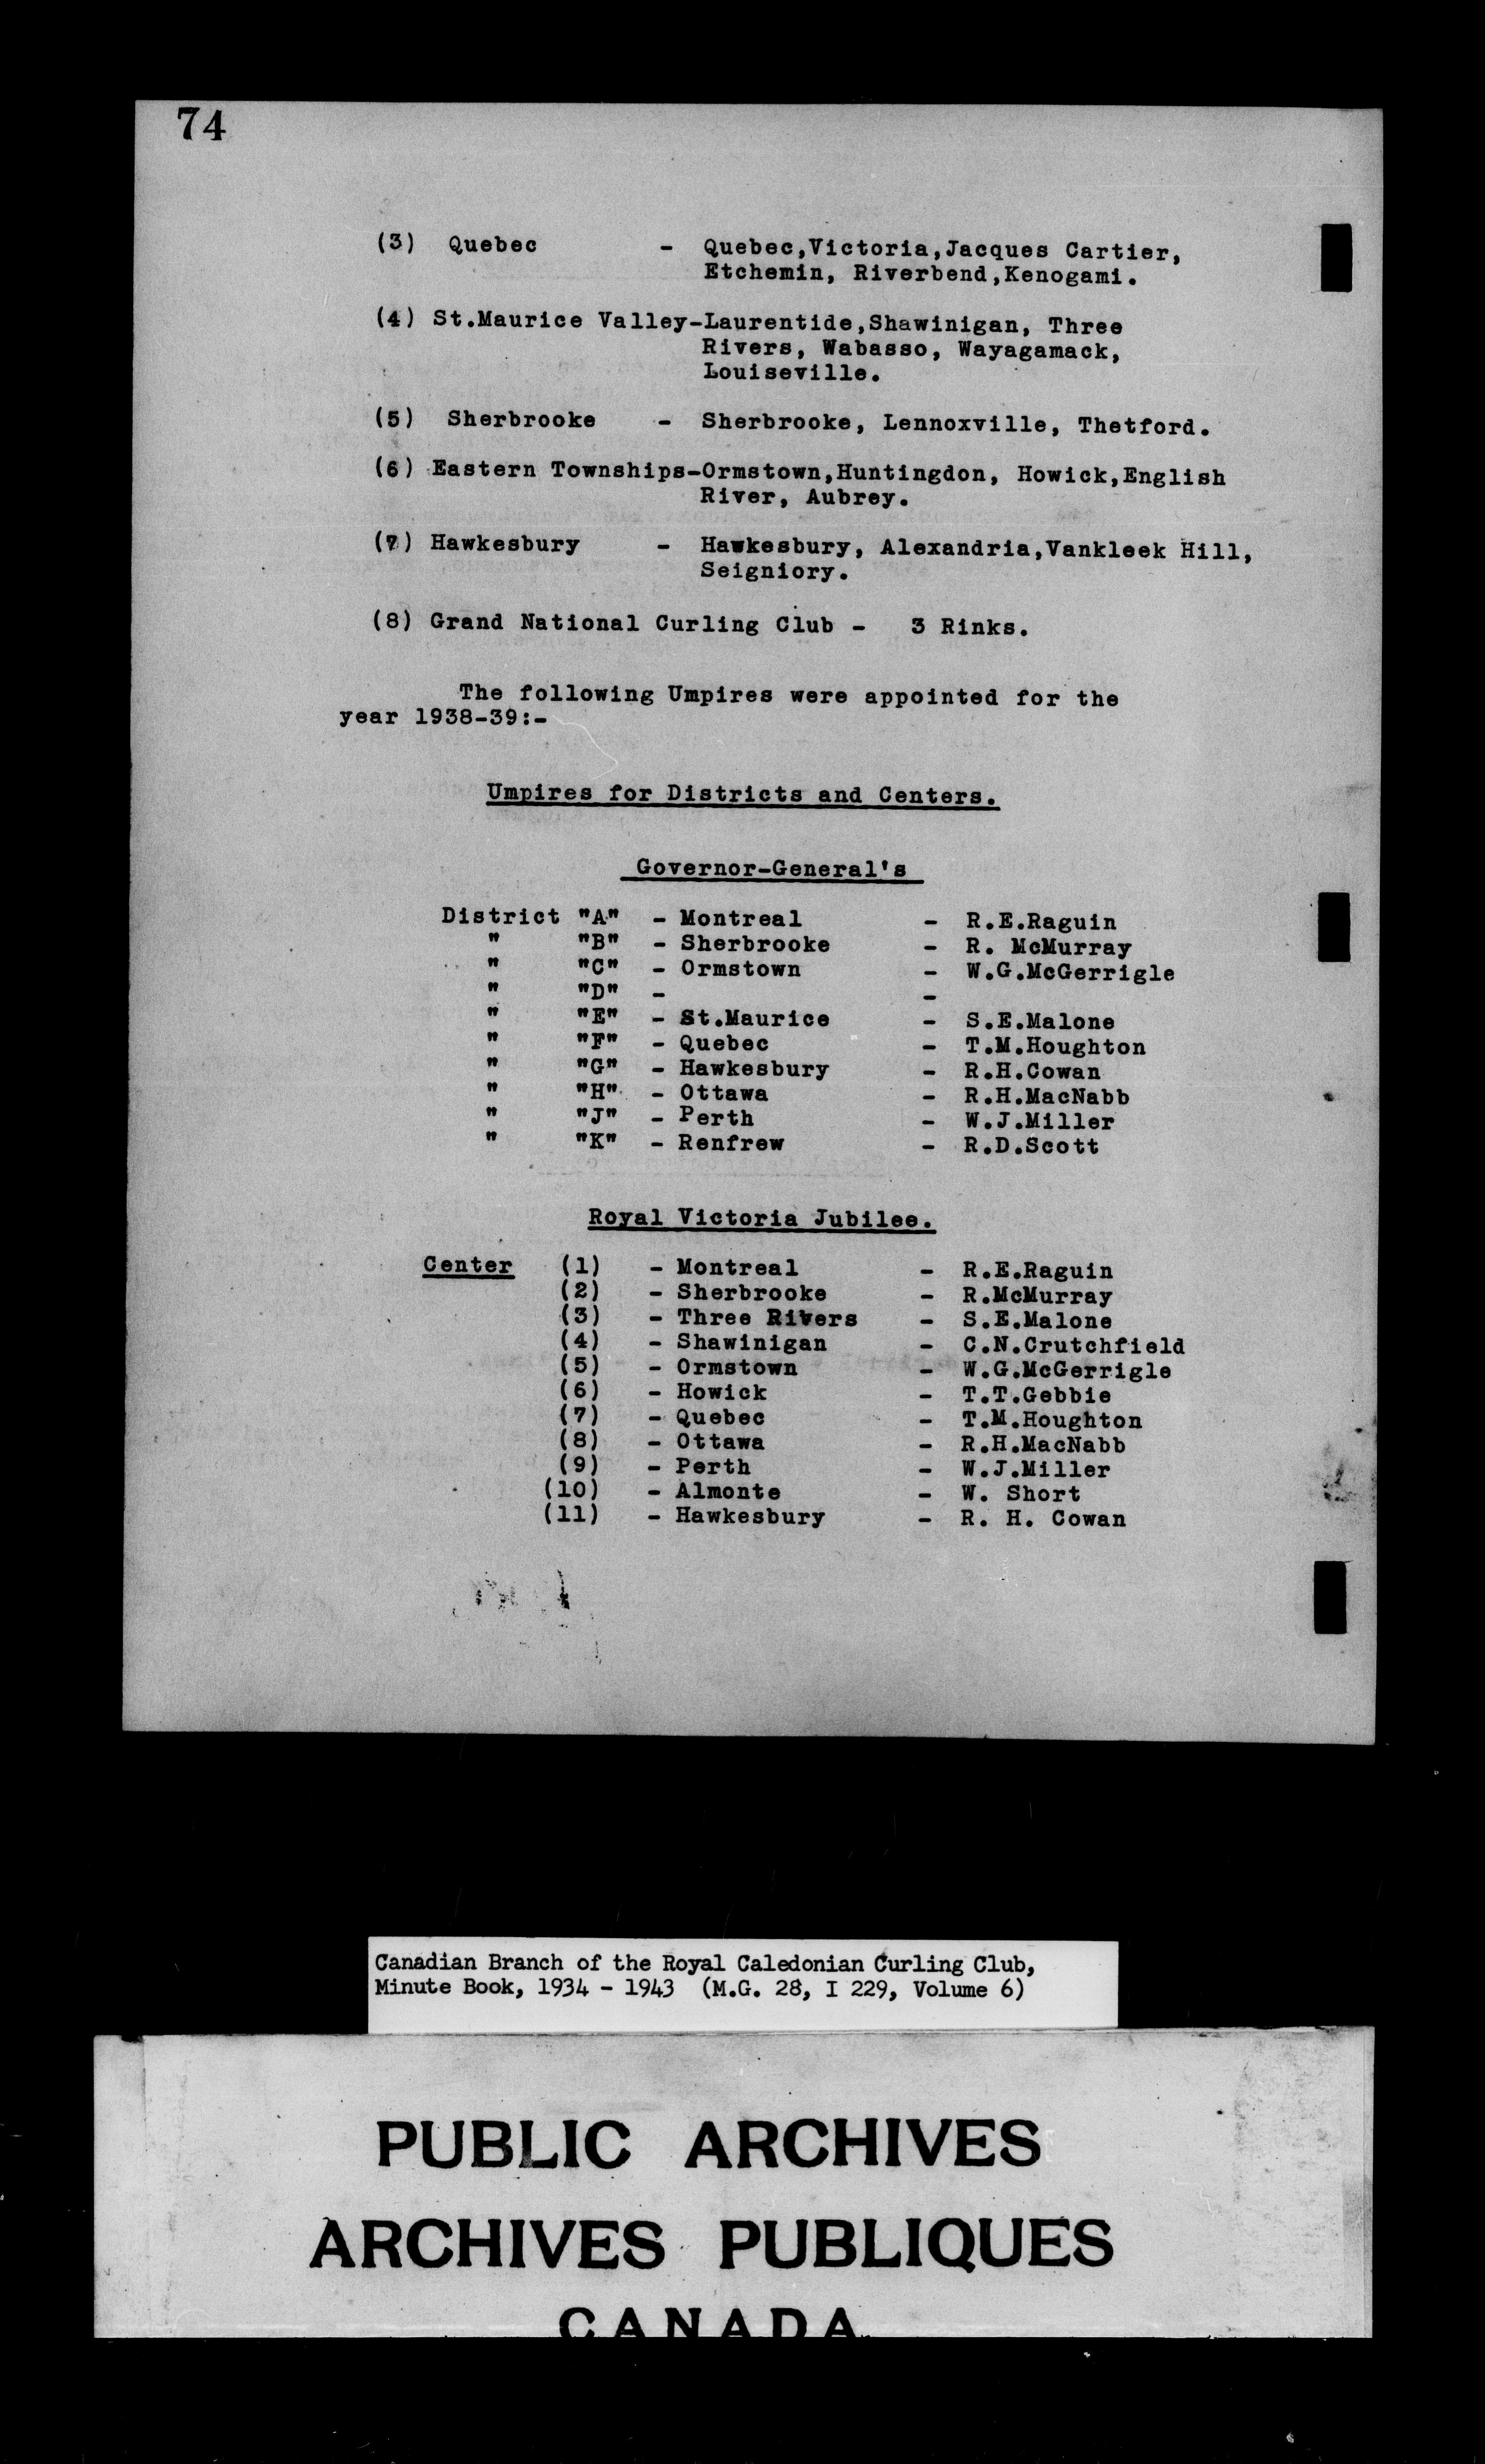 74
(3) Quebec - Quebec,Victoria,Jacques Cartier,
Etchemin, Riverbend,Kenogami.
(4) St.Maurice Valley-Laurentide,Shawinigan, Three
Rivers, Wabasso, Wayagamack,
Louiseville.
(5) Sherbrooke - Sherbrooke, Lennoxville, Thetford.
(6) Eastern Townships-Ormstown,Huntingdon, Howick,English
River, Aubrey.
(7) Hawkesbury - Hawkesbury, Alexandria,Vankleek Hill,
Seigniory.
(8) Grand National Curling Club - 3 Rinks.
The following Umpires were appointed for the
year 1938-39:-
Umpires for Districts and Centers.
Governor-General's
District "A" - Montreal - R.E.Raguin
" "B" - Sherbrooke - R. McMurray
" "C" - Ormstown - W.G.McGerrigle
" "D" - -
" "E" - St.Maurice - S.E.Malone
" "F" - Quebec - T.M.Houghton
" "G" - Hawkesbury - R.H.Cowan
" "H" - Ottawa - R.H.MacNabb
" "J" - Perth - W.J.Miller
" "K" - Renfrew - R.D.Scott
Royal Victoria Jubilee.
Center (1) - Montreal - R.E.Raguin
(2) - Sherbrooke - R.McMurray
(3) - Three Rivers - S.E.Malone
(4) - Shawinigan - C.N.Crutchfield
(5) - Ormstown - W.G.McGerrigle
(6) - Howick - T.T.Gebbie
(7) - Quebec - T.M.Houghton
(8) - Ottawa - R.H.MacNabb
(9) - Perth - W.J.Miller
(10) - Almonte - W. Short
(11) - Hawkesbury - R. H. Cowan
Canadian Branch of the Royal Caledonian Curling Club,
Minute Book, 1934 - 1943 (M.G. 28, I 229, Volume 6)
PUBLIC ARCHIVES
ARCHIVES PUBLIQUES
CANADA